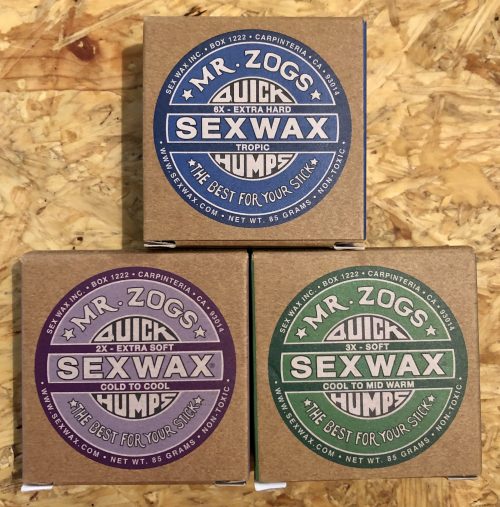 SEX WAX INC. • BOX 1222 • CARPINTERIA • CA • 93014
MR. ZOGS
QUICK
6X - EXTRA HARD
SEXWAX
TROPIC
HUMPS
★THE BEST FOR YOUR STICK★
WWW.SEXWAX.COM • NET WT. 85 GRAMS • NON-TOXIC
SEX WAX INC. • BOX 1222 • CARPINTERIA • CA • 93014
★MR. ZOGS★
QUICK
2X - EXTRA SOFT
SEXWAX®
COLD TO COOL
HUMPS
★THE BEST FOR YOUR STICK★
WWW.SEXWAX.COM • NET WT. 85 GRAMS • NON-TOXIC
SEX WAX INC. • BOX 1222 • CARPINTERIA • CA • 93014
★MR. ZOGS★
QUICK
3X - SOFT
SEXWAX
COOL TO MID WARM
HUMPS
★THE BEST FOR YOUR STICK★
WWW.SEXWAX.COM • NET WT. 85 GRAMS • NON-TOXIC